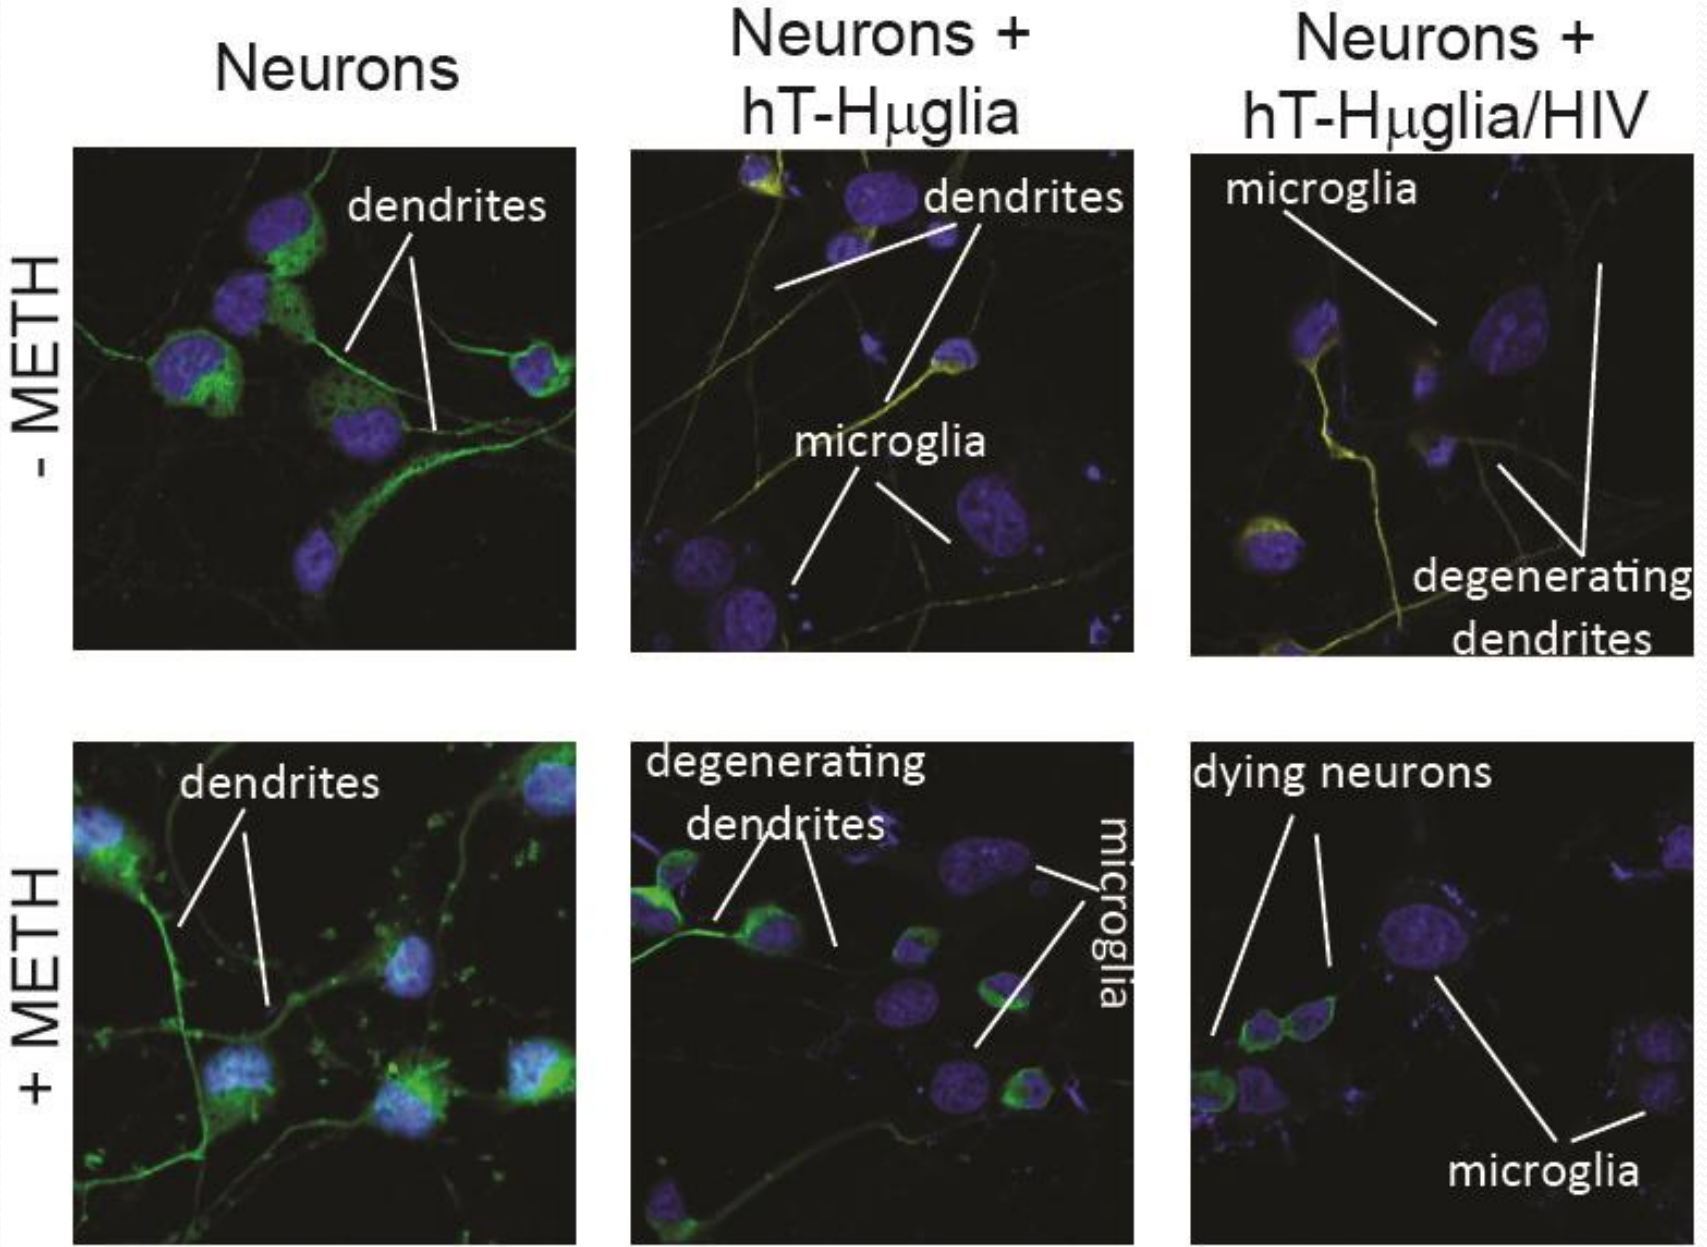 Neurons
Neurons +
hT-Hμglia
Neurons +
hT-Hμglia/HIV
- METH
dendrites
dendrites
microglia
microglia
degenerating
dendrites
+ METH
dendrites
degenerating
dendrites
microglia
dying neurons
microglia